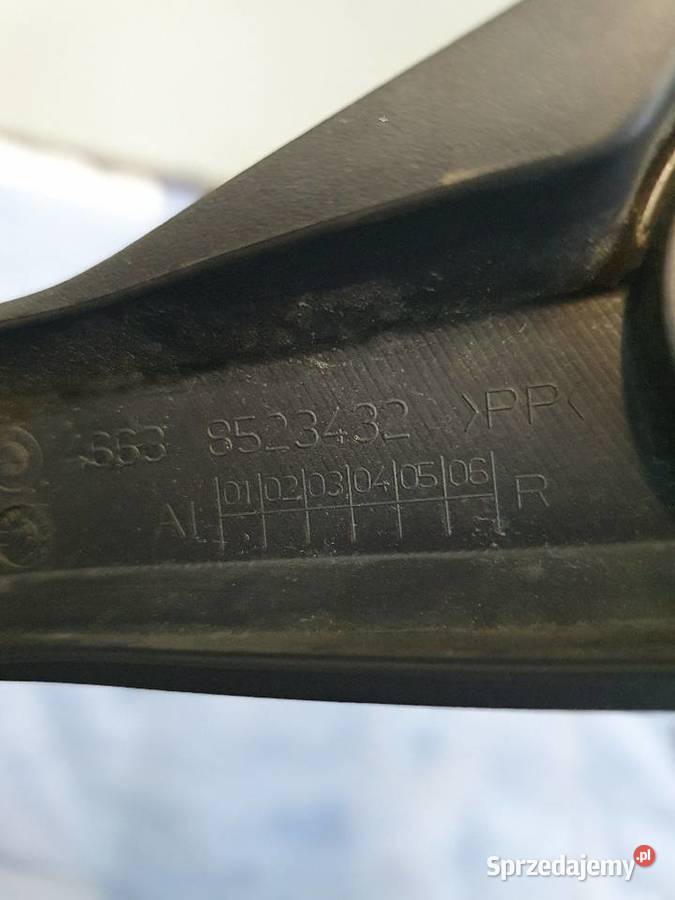 663 8523432 >PP<
01 02 03 04 05 06
AL R
Sprzedajemy.pl